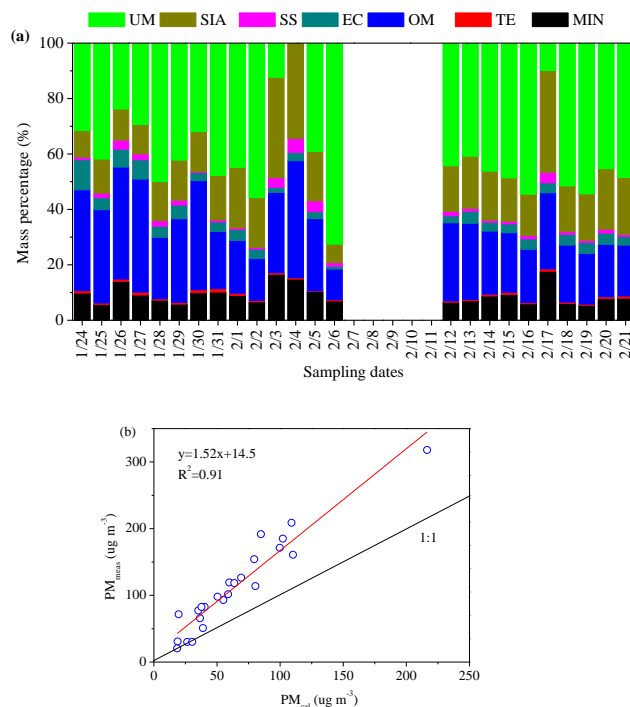 UM SIA SS EC OM TE MIN
(a)
Mass percentage (%)
100
80
60
40
20
0
1/24 1/25 1/26 1/27 1/28 1/29 1/30 1/31 2/1 2/2 2/3 2/4 2/5 2/6 2/7 2/8 2/9 2/10 2/11 2/12 2/13 2/14 2/15 2/16 2/17 2/18 2/19 2/20 2/21
Sampling dates
(b)
y=1.52x+14.5
R²=0.91
PMmeas (ug m⁻³)
300
200
100
0
1:1
0 50 100 150 200 250
PMcal (ug m⁻³)